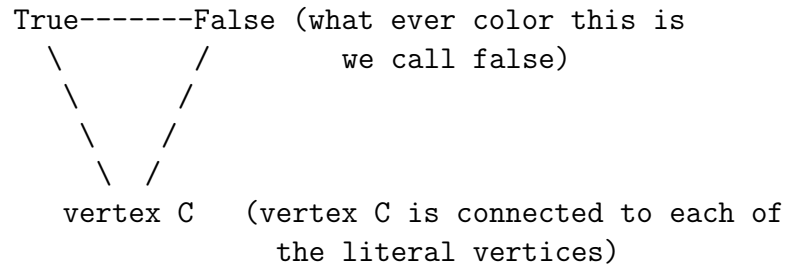 True-------False (what ever color this is
\ / we call false)
\ /
\ /
\ /
vertex C (vertex C is connected to each of
the literal vertices)